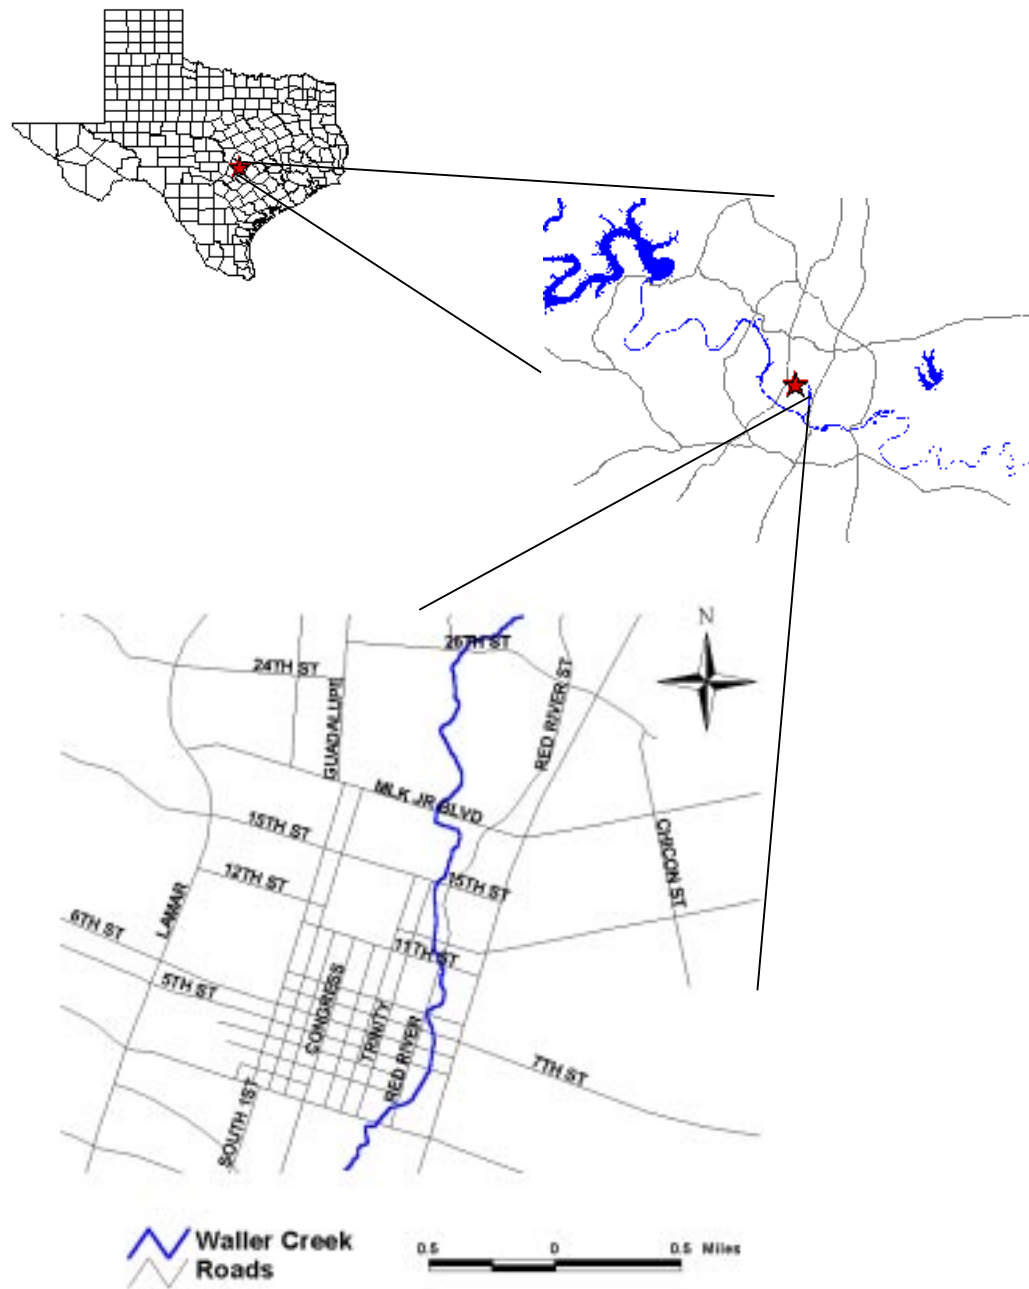 N
26TH ST
24TH ST
GUADALUPE
RED RIVER ST
MLK JR BLVD
15TH ST
CHICON ST
12TH ST
15TH ST
LAMAR
6TH ST
11TH ST
5TH ST
CONGRESS
TRINITY
RED RIVER
7TH ST
SOUTH 1ST
Waller Creek
Roads
0.5 0 0.5 Miles